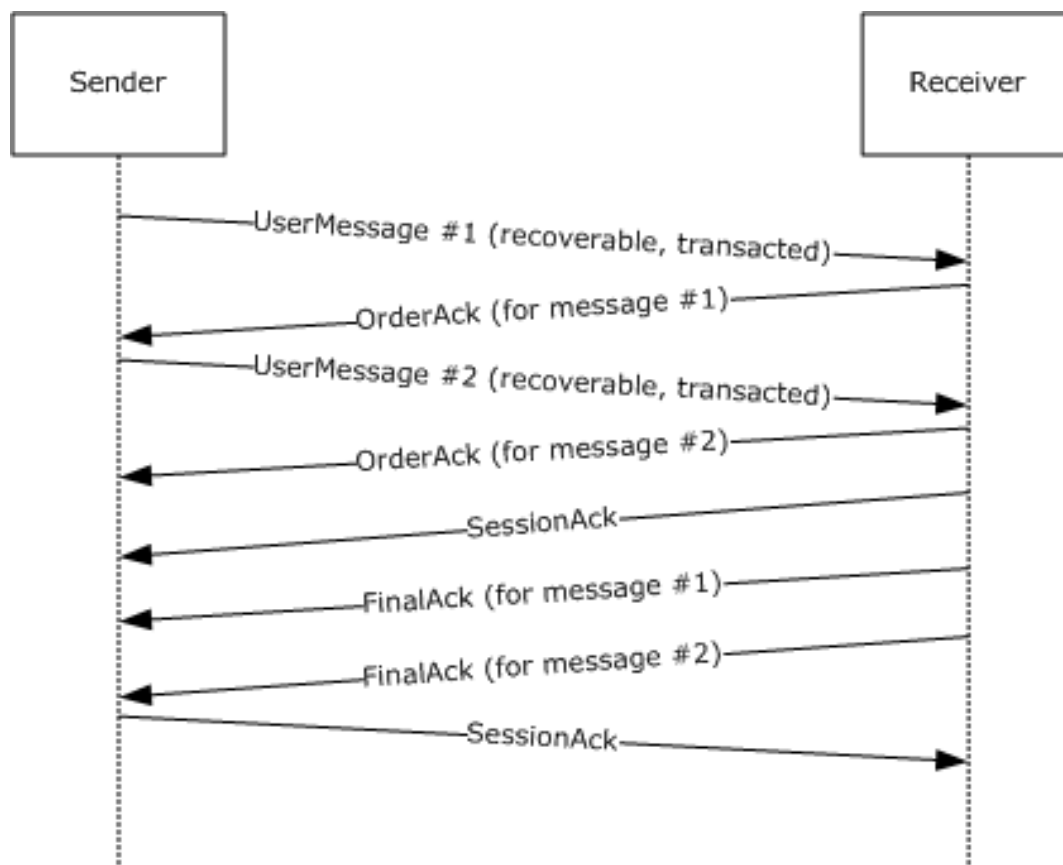 Sender
Receiver
UserMessage #1 (recoverable, transacted)
OrderAck (for message #1)
UserMessage #2 (recoverable, transacted)
OrderAck (for message #2)
SessionAck
FinalAck (for message #1)
FinalAck (for message #2)
SessionAck